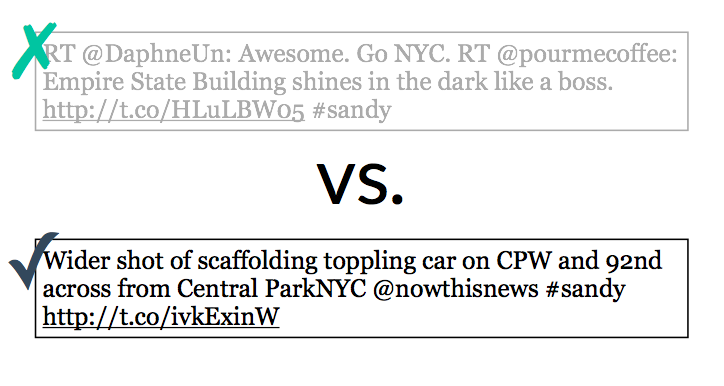 RT @DaphneUn: Awesome. Go NYC. RT @pourmecoffee:
Empire State Building shines in the dark like a boss.
http://t.co/HLuLBW05 #sandy
vs.
Wider shot of scaffolding toppling car on CPW and 92nd
across from Central ParkNYC @nowthisnews #sandy
http://t.co/ivkExinW